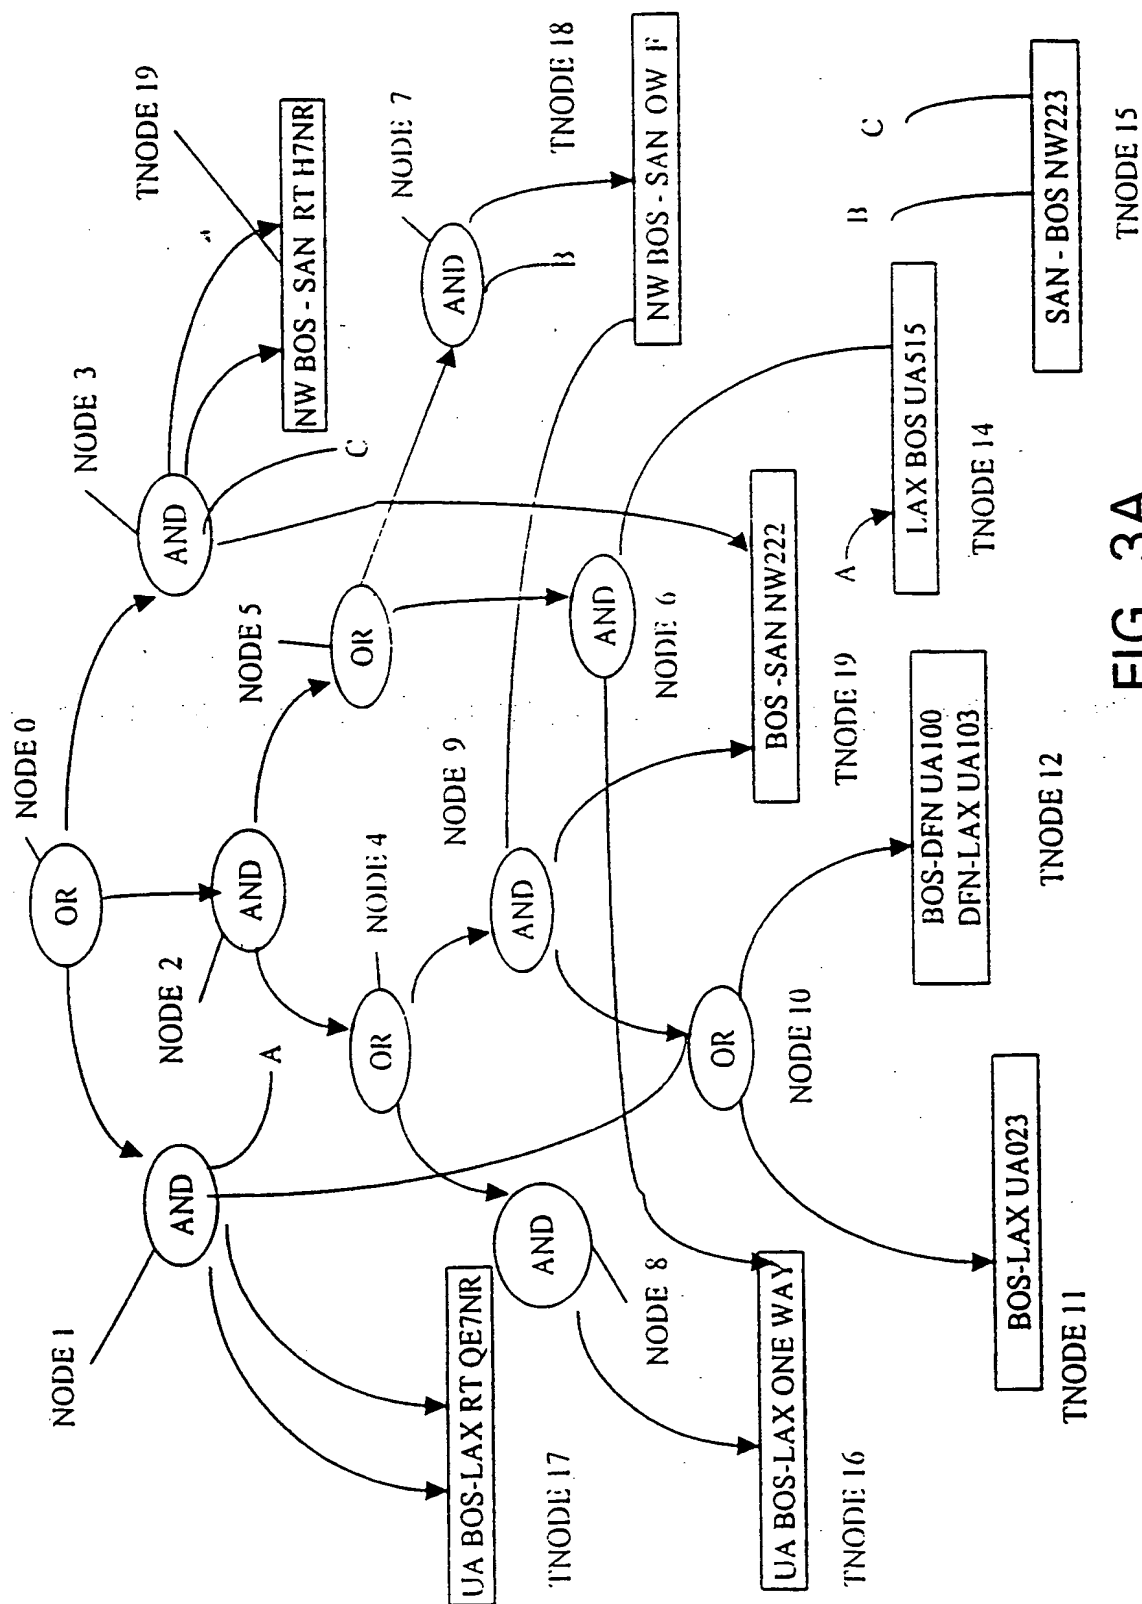 NODE 0
OR
NODE 1
AND
NODE 2
AND
NODE 3
AND
TNODE 19
NW BOS - SAN RT H7NR
A
C
A
NODE 4
OR
NODE 5
OR
NODE 7
AND
B
TNODE 18
NW BOS - SAN OW F
UA BOS-LAX RT QE7NR
TNODE 17
AND
NODE 8
NODE 9
AND
AND
NODE 6
UA BOS-LAX ONE WAY
TNODE 16
OR
NODE 10
BOS -SAN NW222
TNODE 19
A
LAX BOS UA515
TNODE 14
B
C
SAN - BOS NW223
TNODE 15
BOS-LAX UA023
TNODE 11
BOS-DFN UA100
DFN-LAX UA103
TNODE 12
FIG. 3A